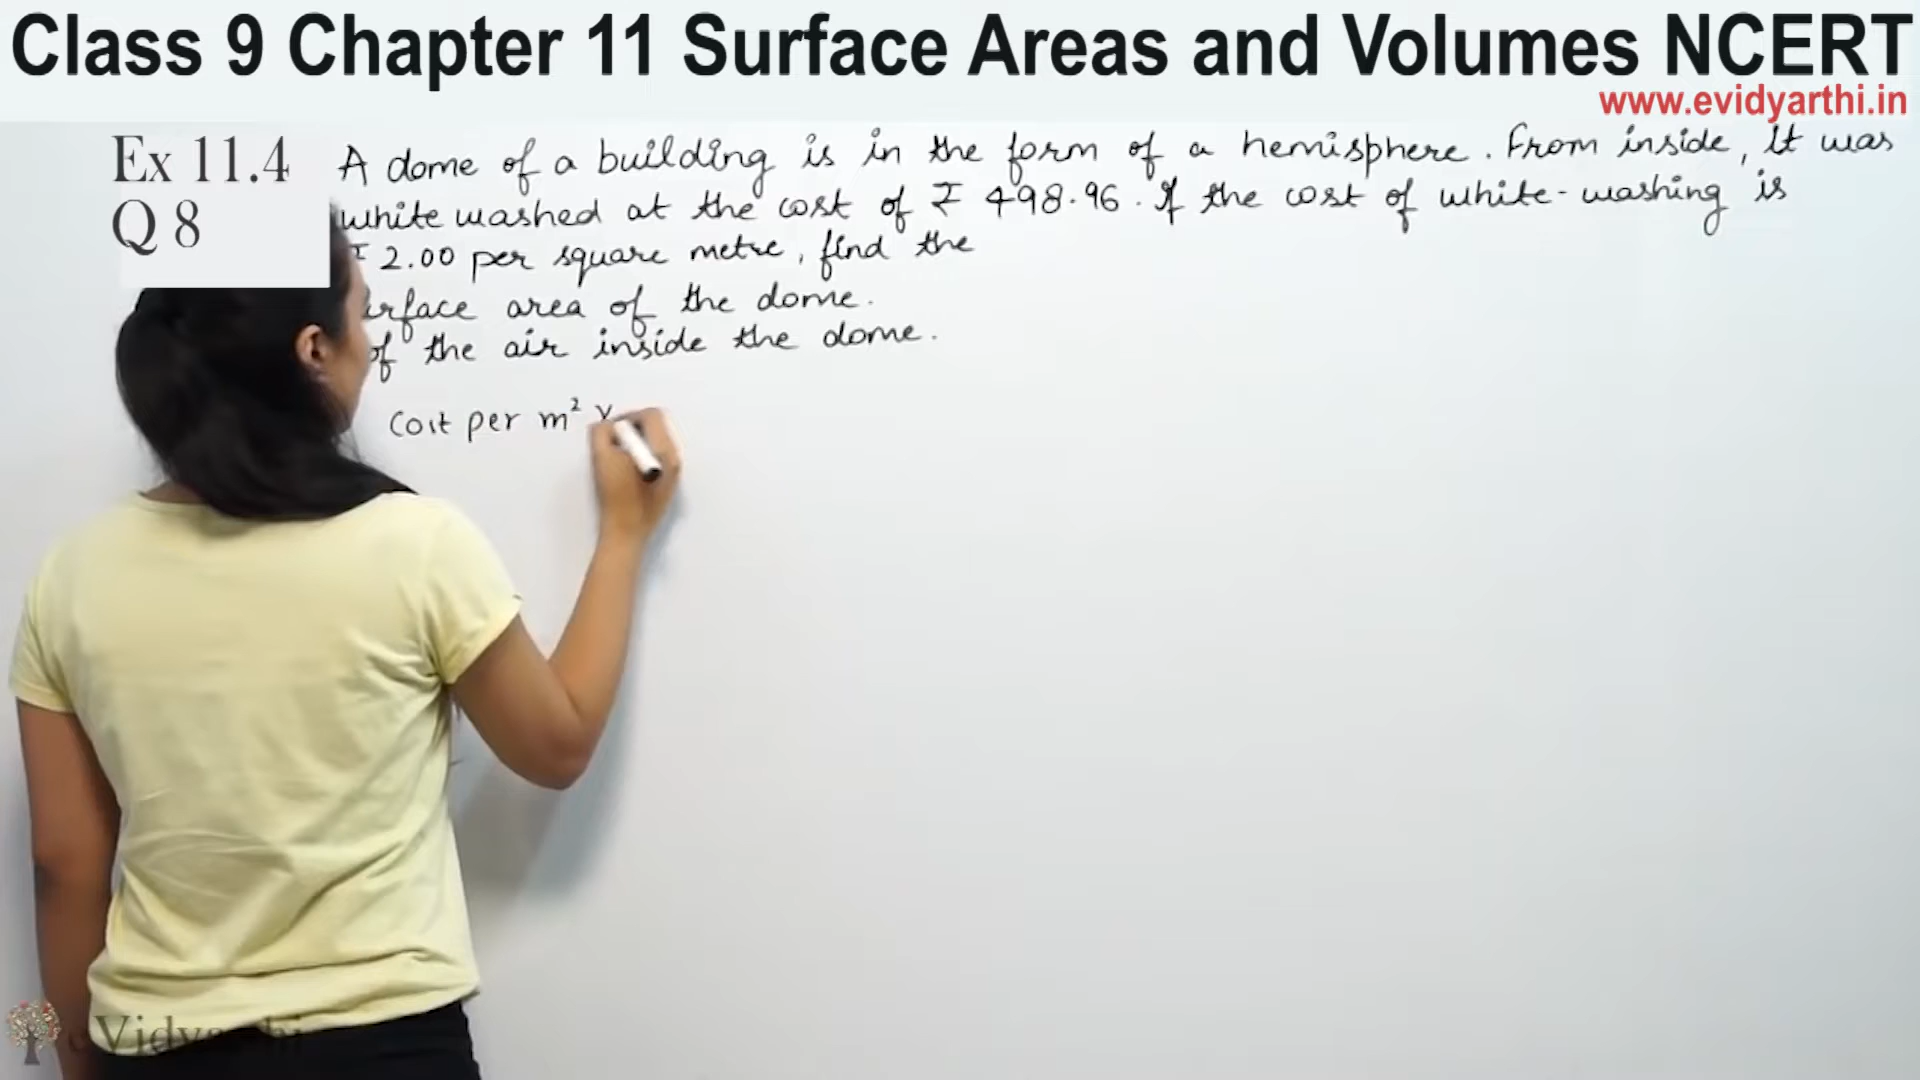 Class 9 Chapter 11 Surface Areas and Volumes NCERT
www.evidyarthi.in
Ex 11.4
Q 8
A dome of a building is in the form of a hemisphere. From inside, it was
white washed at the cost of ₹ 498.96. If the cost of white-washing is
₹ 2.00 per square metre, find the
surface area of the dome.
of the air inside the dome.
Cost per m²
eVidyarthi